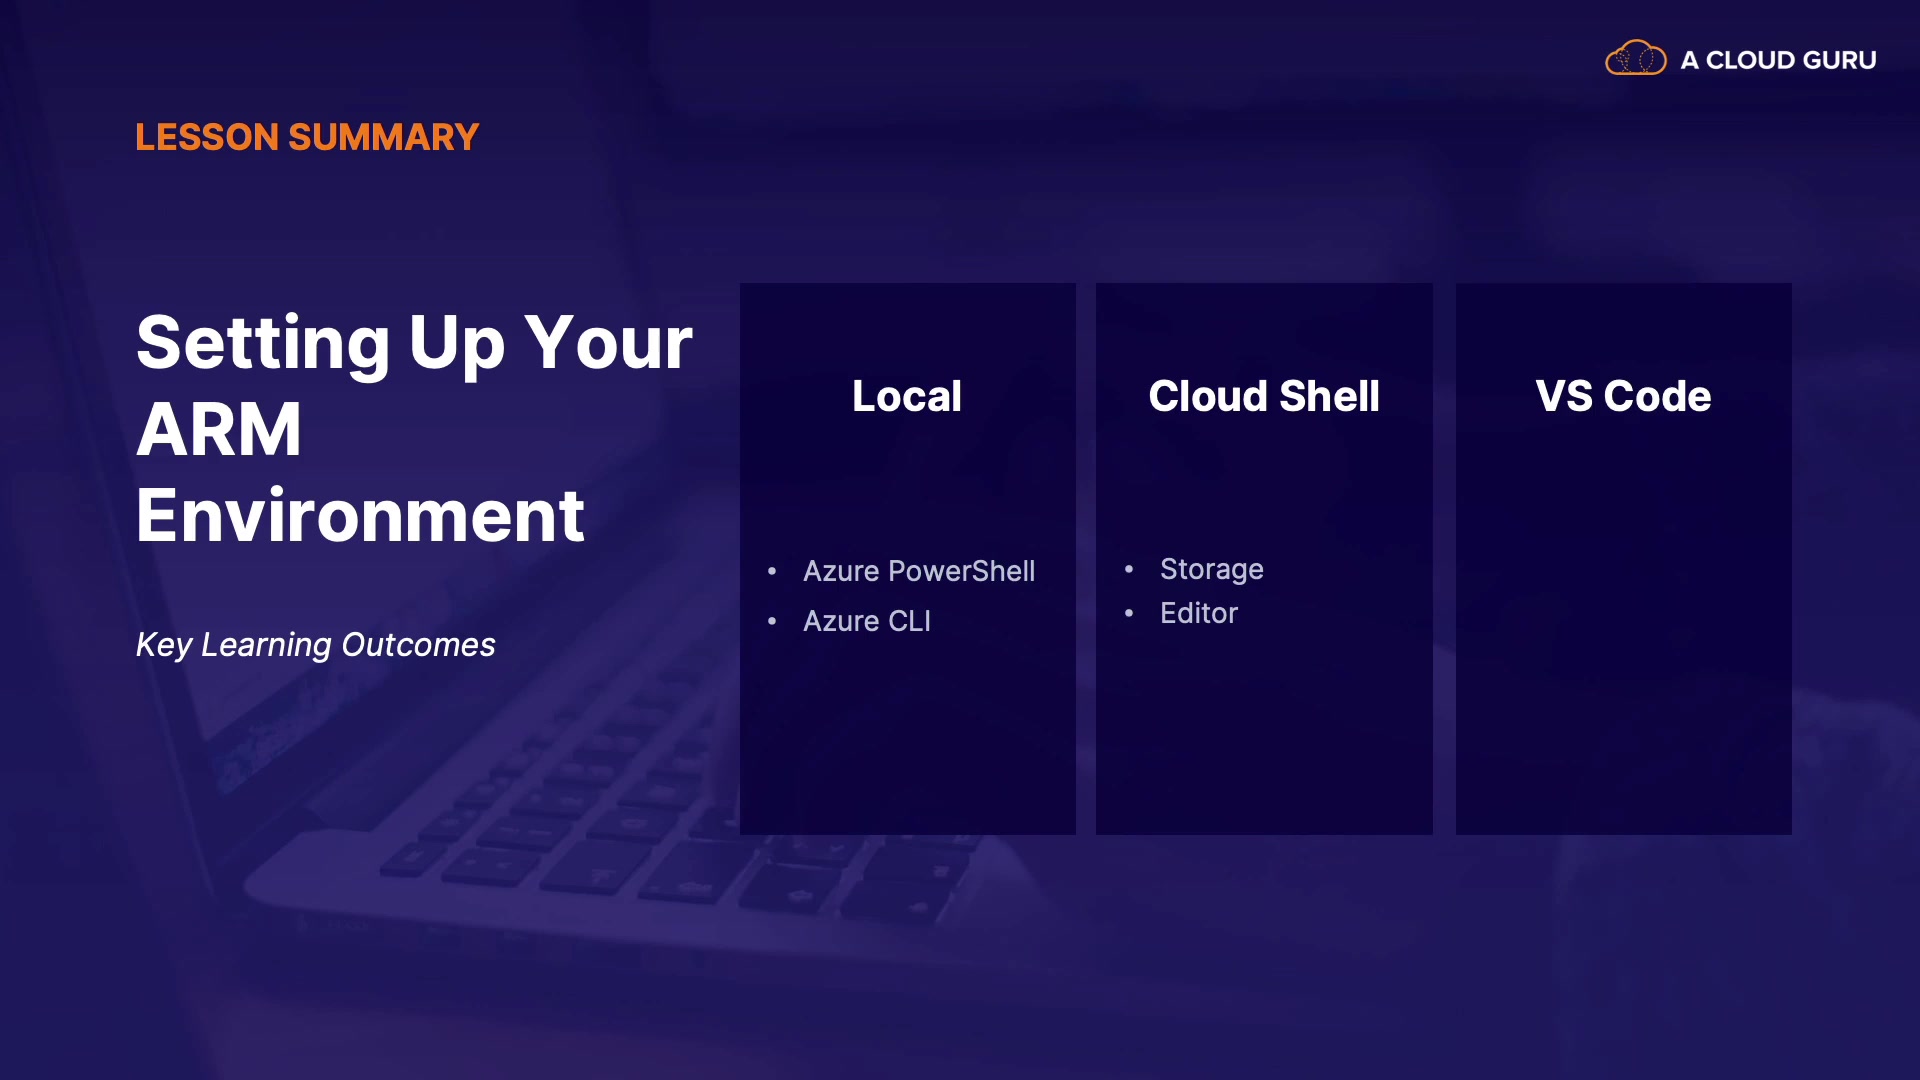 A CLOUD GURU
LESSON SUMMARY
Setting Up Your
ARM
Environment
Key Learning Outcomes
Local
• Azure PowerShell
• Azure CLI
Cloud Shell
• Storage
• Editor
VS Code